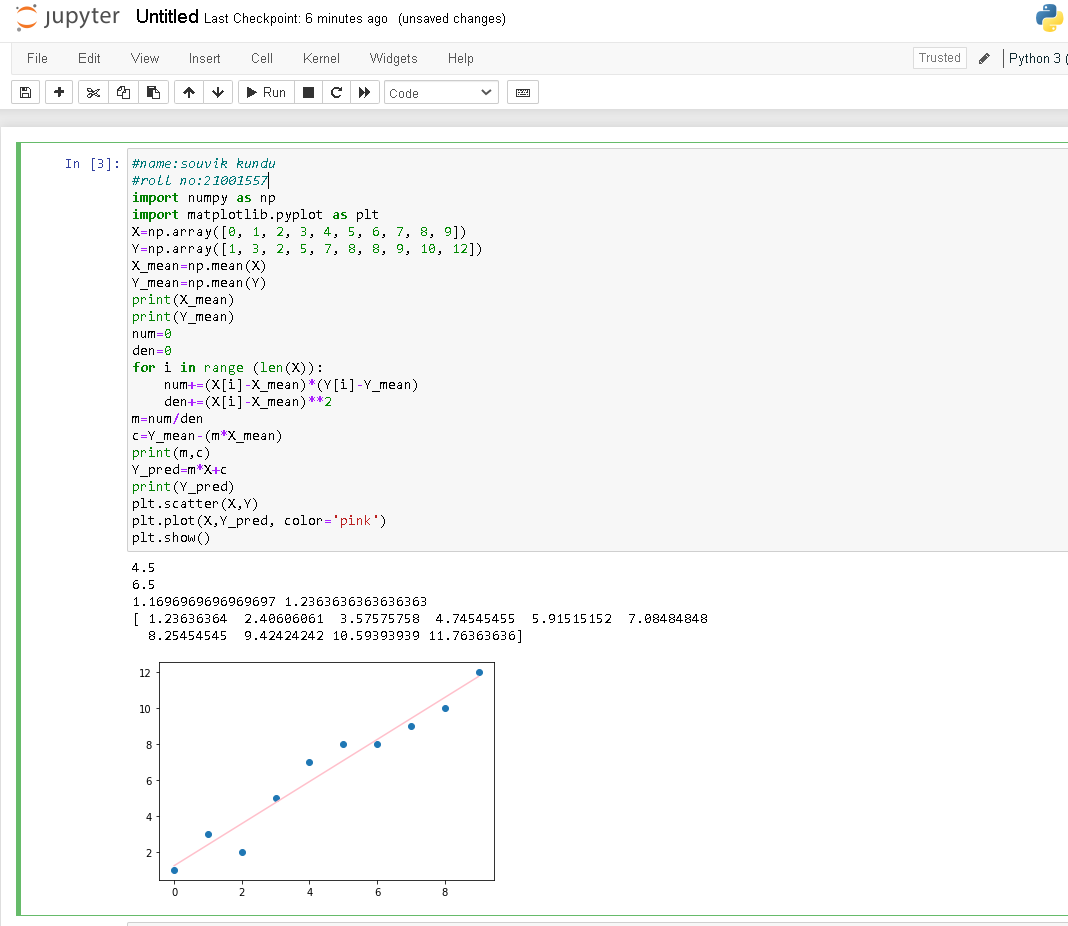 jupyter Untitled Last Checkpoint: 6 minutes ago (unsaved changes)
File Edit View Insert Cell Kernel Widgets Help Trusted Python 3 (
Run Code
In [3]: #name:souvik kundu
#roll no:21001557
import numpy as np
import matplotlib.pyplot as plt
X=np.array([0, 1, 2, 3, 4, 5, 6, 7, 8, 9])
Y=np.array([1, 3, 2, 5, 7, 8, 8, 9, 10, 12])
X_mean=np.mean(X)
Y_mean=np.mean(Y)
print(X_mean)
print(Y_mean)
num=0
den=0
for i in range (len(X)):
    num+=(X[i]-X_mean)*(Y[i]-Y_mean)
    den+=(X[i]-X_mean)**2
m=num/den
c=Y_mean-(m*X_mean)
print(m,c)
Y_pred=m*X+c
print(Y_pred)
plt.scatter(X,Y)
plt.plot(X,Y_pred, color='pink')
plt.show()
4.5
6.5
1.1696969696969697 1.2363636363636363
[ 1.23636364  2.40606061  3.57575758  4.74545455  5.91515152  7.08484848
  8.25454545  9.42424242 10.59393939 11.76363636]
12
10
8
6
4
2
0 2 4 6 8